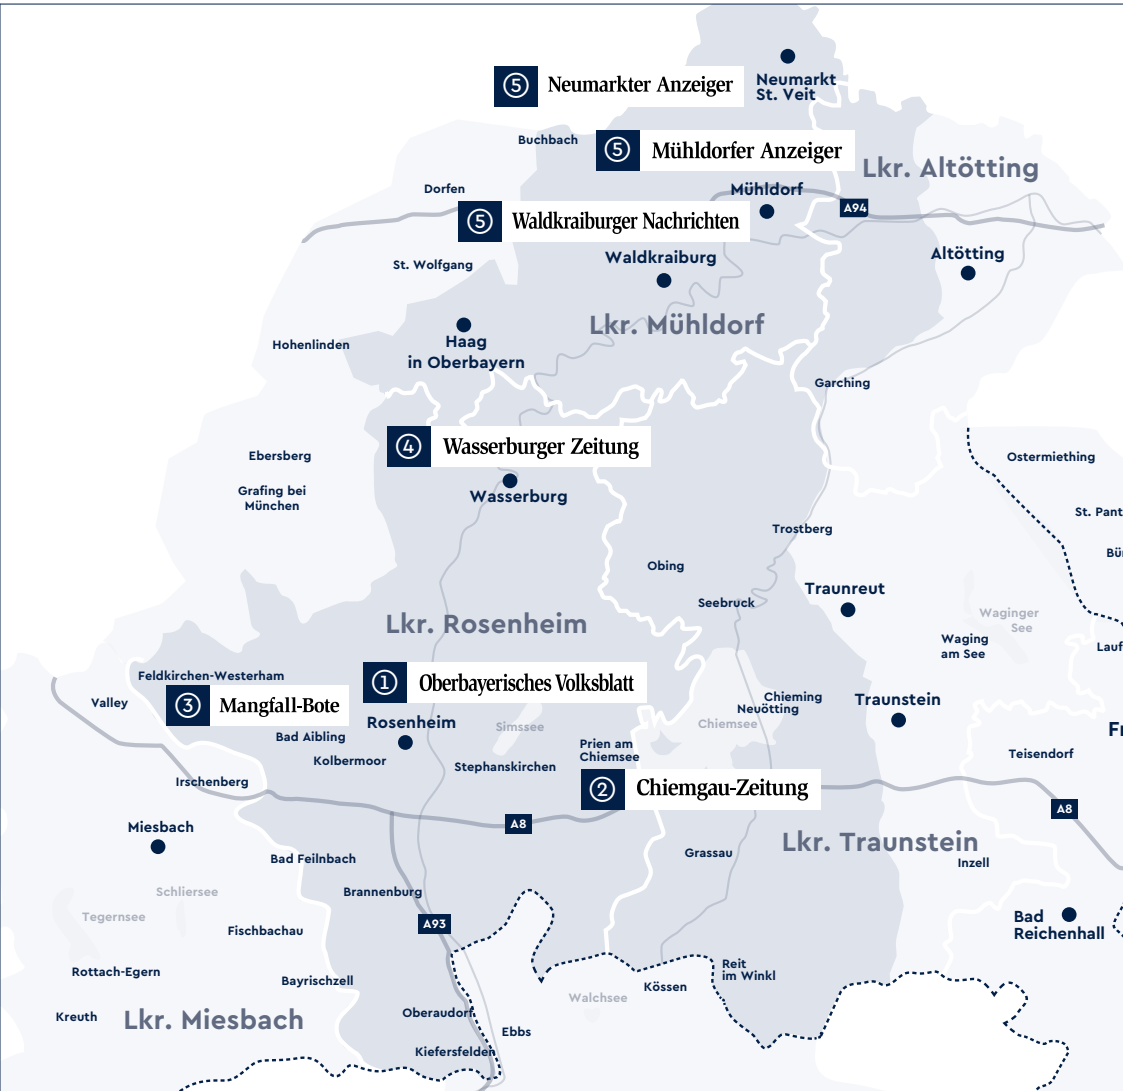 Neumarkt
St. Veit
5 Neumarkter Anzeiger
Buchbach
5 Mühldorfer Anzeiger
Lkr. Altötting
Dorfen
Mühldorf
A94
5 Waldkraiburger Nachrichten
Waldkraiburg
Altötting
St. Wolfgang
Lkr. Mühldorf
Hohenlinden
Haag
in Oberbayern
Garching
4 Wasserburger Zeitung
Ebersberg
Ostermiething
Grafing bei
München
Wasserburg
St. Pant
Trostberg
Bü
Obing
Traunreut
Seebruck
Waginger
See
Lkr. Rosenheim
Waging
am See
Lauf
Feldkirchen-Westerham
1 Oberbayerisches Volksblatt
Valley
3 Mangfall-Bote
Chieming
Neuötting
Traunstein
Rosenheim
Simssee
Chiemsee
Fr
Bad Aibling
Prien am
Chiemsee
Kolbermoor
Stephanskirchen
Teisendorf
Irschenberg
2 Chiemgau-Zeitung
A8
A8
Miesbach
Lkr. Traunstein
Bad Feilnbach
Grassau
Inzell
Schliersee
Brannenburg
Tegernsee
A93
Bad
Reichenhall
Fischbachau
Rottach-Egern
Bayrischzell
Reit
im Winkl
Kössen
Walchsee
Kreuth
Lkr. Miesbach
Oberaudorf
Ebbs
Kiefersfelden